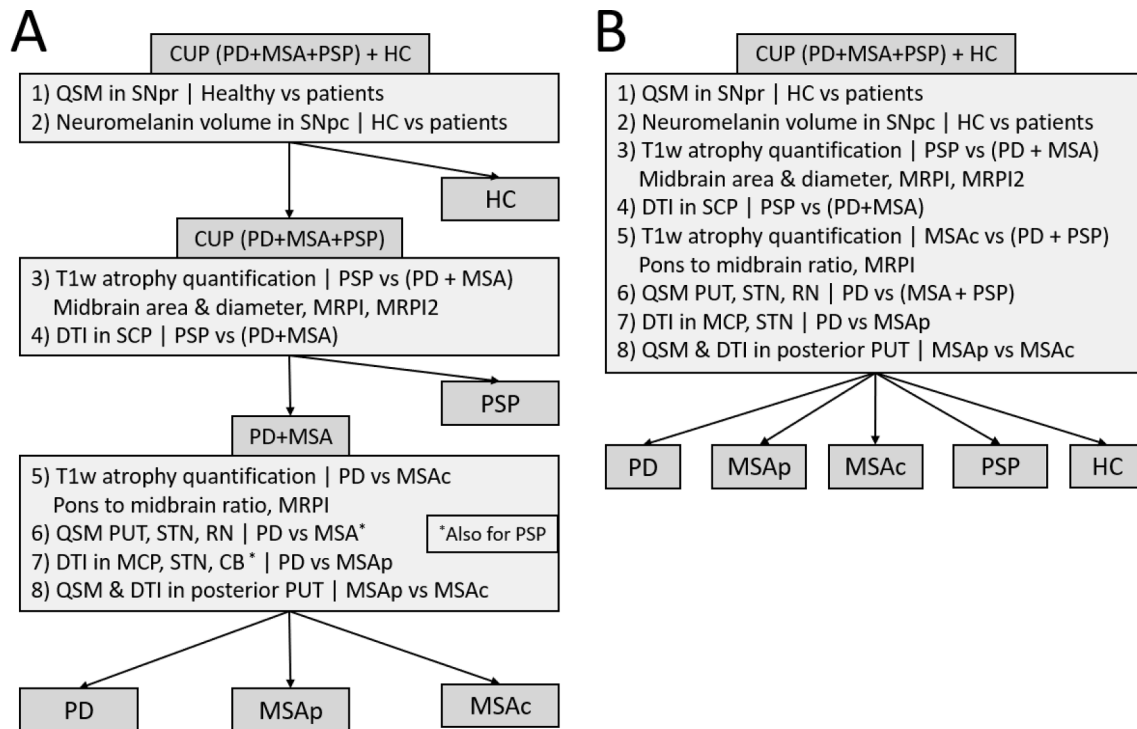 A
CUP (PD+MSA+PSP) + HC
1) QSM in SNpr | Healthy vs patients
2) Neuromelanin volume in SNpc | HC vs patients
HC
CUP (PD+MSA+PSP)
3) T1w atrophy quantification | PSP vs (PD + MSA)
Midbrain area & diameter, MRPI, MRPI2
4) DTI in SCP | PSP vs (PD+MSA)
PSP
PD+MSA
5) T1w atrophy quantification | PD vs MSAc
Pons to midbrain ratio, MRPI
6) QSM PUT, STN, RN | PD vs MSA*
*Also for PSP
7) DTI in MCP, STN, CB* | PD vs MSAp
8) QSM & DTI in posterior PUT | MSAp vs MSAc
PD
MSAp
MSAc
B
CUP (PD+MSA+PSP) + HC
1) QSM in SNpr | HC vs patients
2) Neuromelanin volume in SNpc | HC vs patients
3) T1w atrophy quantification | PSP vs (PD + MSA)
Midbrain area & diameter, MRPI, MRPI2
4) DTI in SCP | PSP vs (PD+MSA)
5) T1w atrophy quantification | MSAc vs (PD + PSP)
Pons to midbrain ratio, MRPI
6) QSM PUT, STN, RN | PD vs (MSA + PSP)
7) DTI in MCP, STN | PD vs MSAp
8) QSM & DTI in posterior PUT | MSAp vs MSAc
PD
MSAp
MSAc
PSP
HC